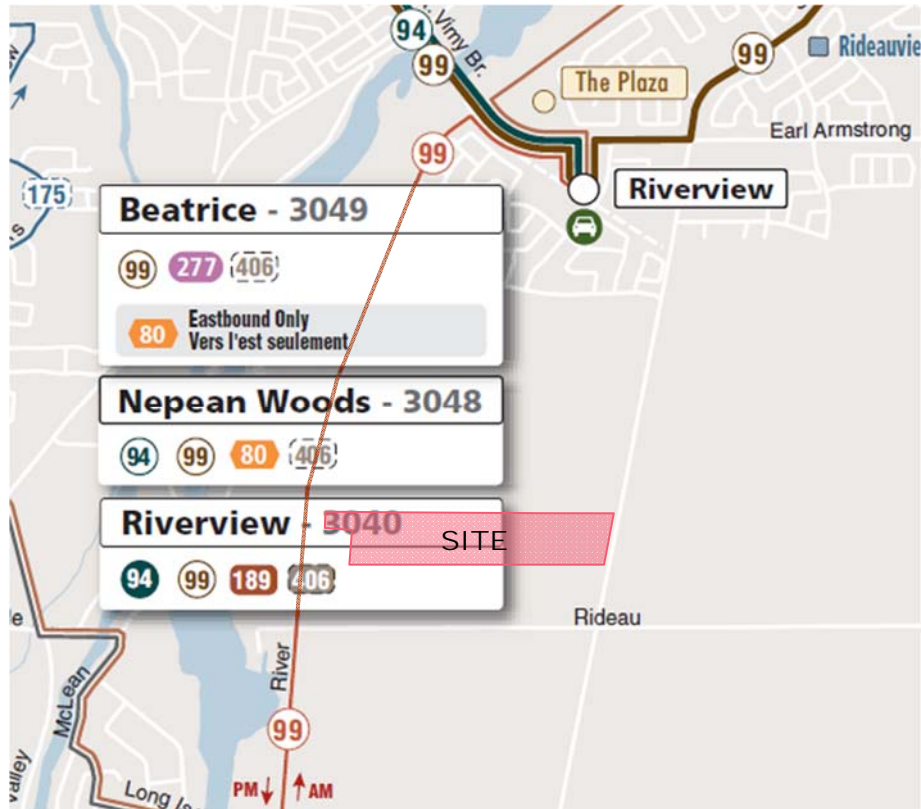 94
. Vimy Br.
99
99
Rideauvie
The Plaza
Earl Armstrong
99
175
Riverview
Beatrice - 3049
99 277 406
80 Eastbound Only
Vers l'est seulement
Nepean Woods - 3048
94 99 80 406
Riverview - 3040
SITE
94 99 189 406
Rideau
River
McLean
99
PM AM
Long Is
alley